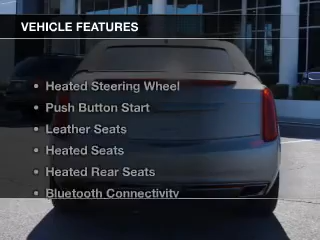 VEHICLE FEATURES
• Heated Steering Wheel
• Push Button Start
• Leather Seats
• Heated Seats
• Heated Rear Seats
• Bluetooth Connectivity